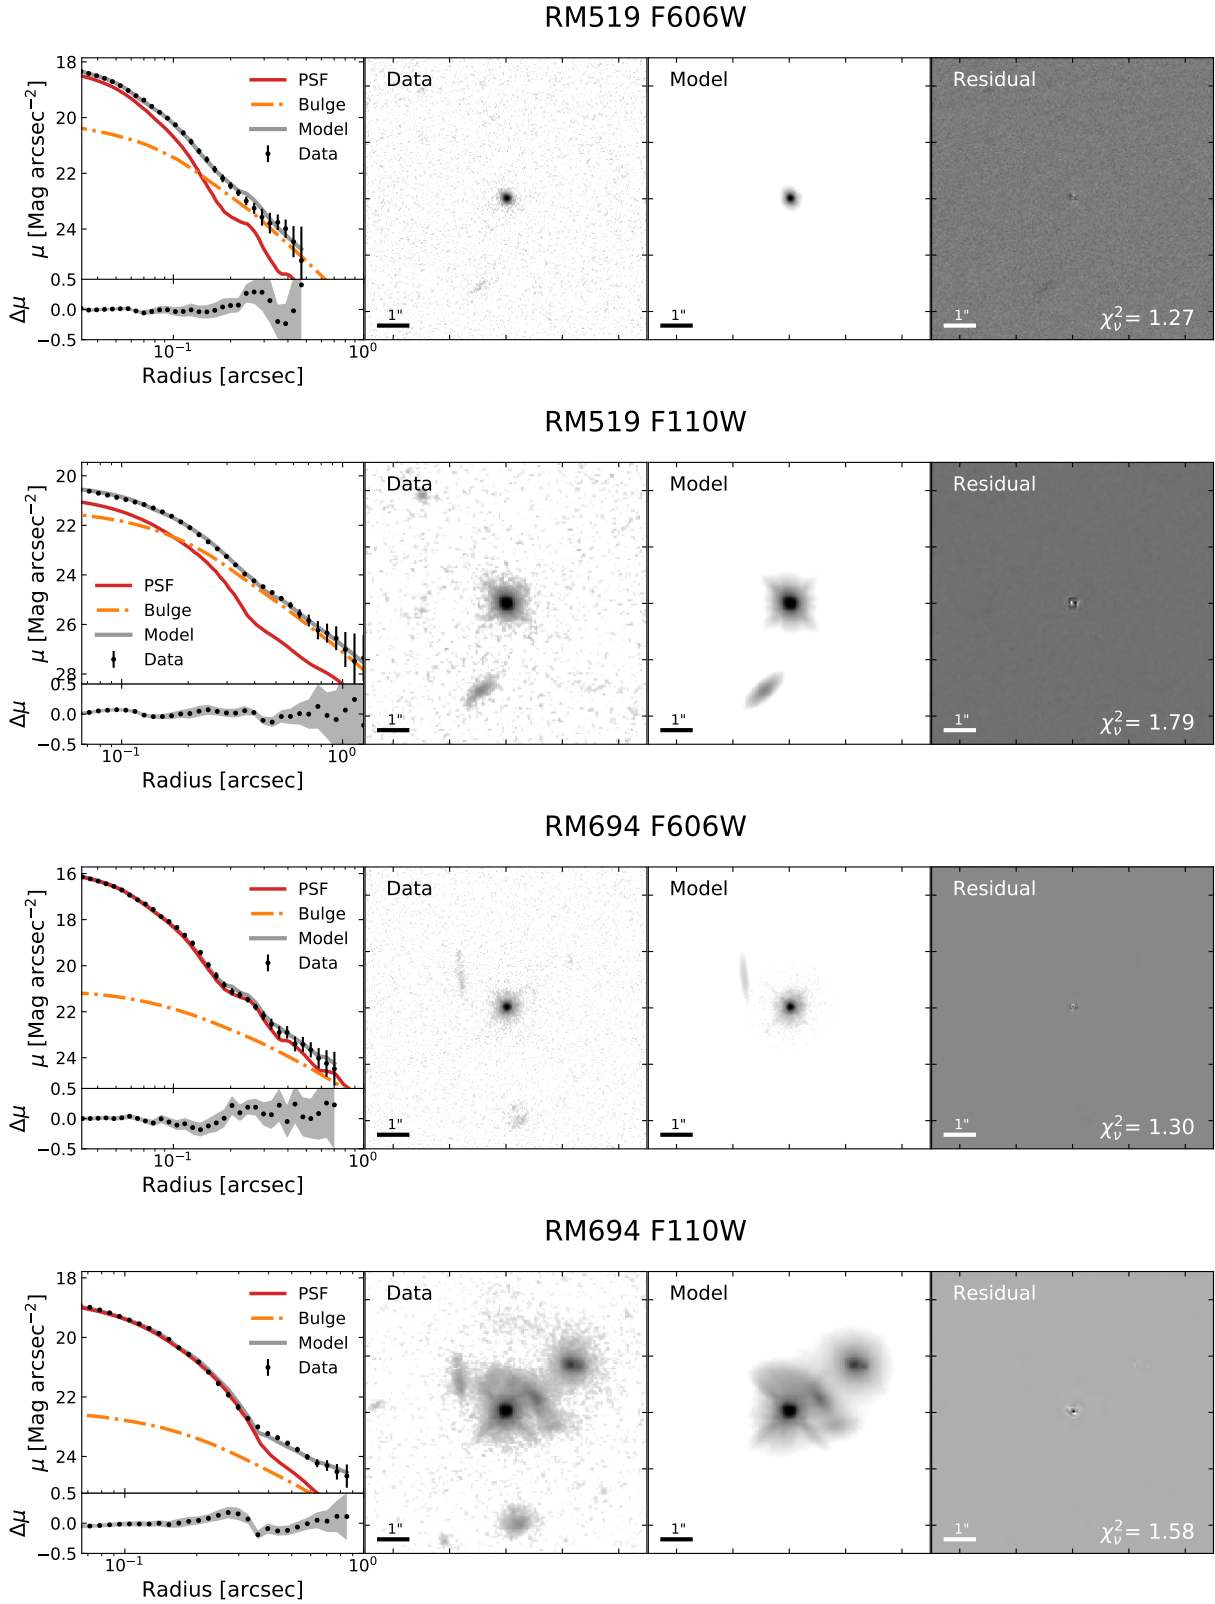 RM519 F606W
18
20
22
24
μ [Mag arcsec⁻²]
PSF
Bulge
Model
Data
0.5
0.0
−0.5
Δμ
10⁻¹
10⁰
Radius [arcsec]
Data
1"
Model
1"
Residual
1"
χ²ᵥ= 1.27
RM519 F110W
20
22
24
26
28
μ [Mag arcsec⁻²]
PSF
Bulge
Model
Data
0.5
0.0
−0.5
Δμ
10⁻¹
10⁰
Radius [arcsec]
Data
1"
Model
1"
Residual
1"
χ²ᵥ= 1.79
RM694 F606W
16
18
20
22
24
μ [Mag arcsec⁻²]
PSF
Bulge
Model
Data
0.5
0.0
−0.5
Δμ
10⁻¹
10⁰
Radius [arcsec]
Data
1"
Model
1"
Residual
1"
χ²ᵥ= 1.30
RM694 F110W
18
20
22
24
μ [Mag arcsec⁻²]
PSF
Bulge
Model
Data
0.5
0.0
−0.5
Δμ
10⁻¹
10⁰
Radius [arcsec]
Data
1"
Model
1"
Residual
1"
χ²ᵥ= 1.58